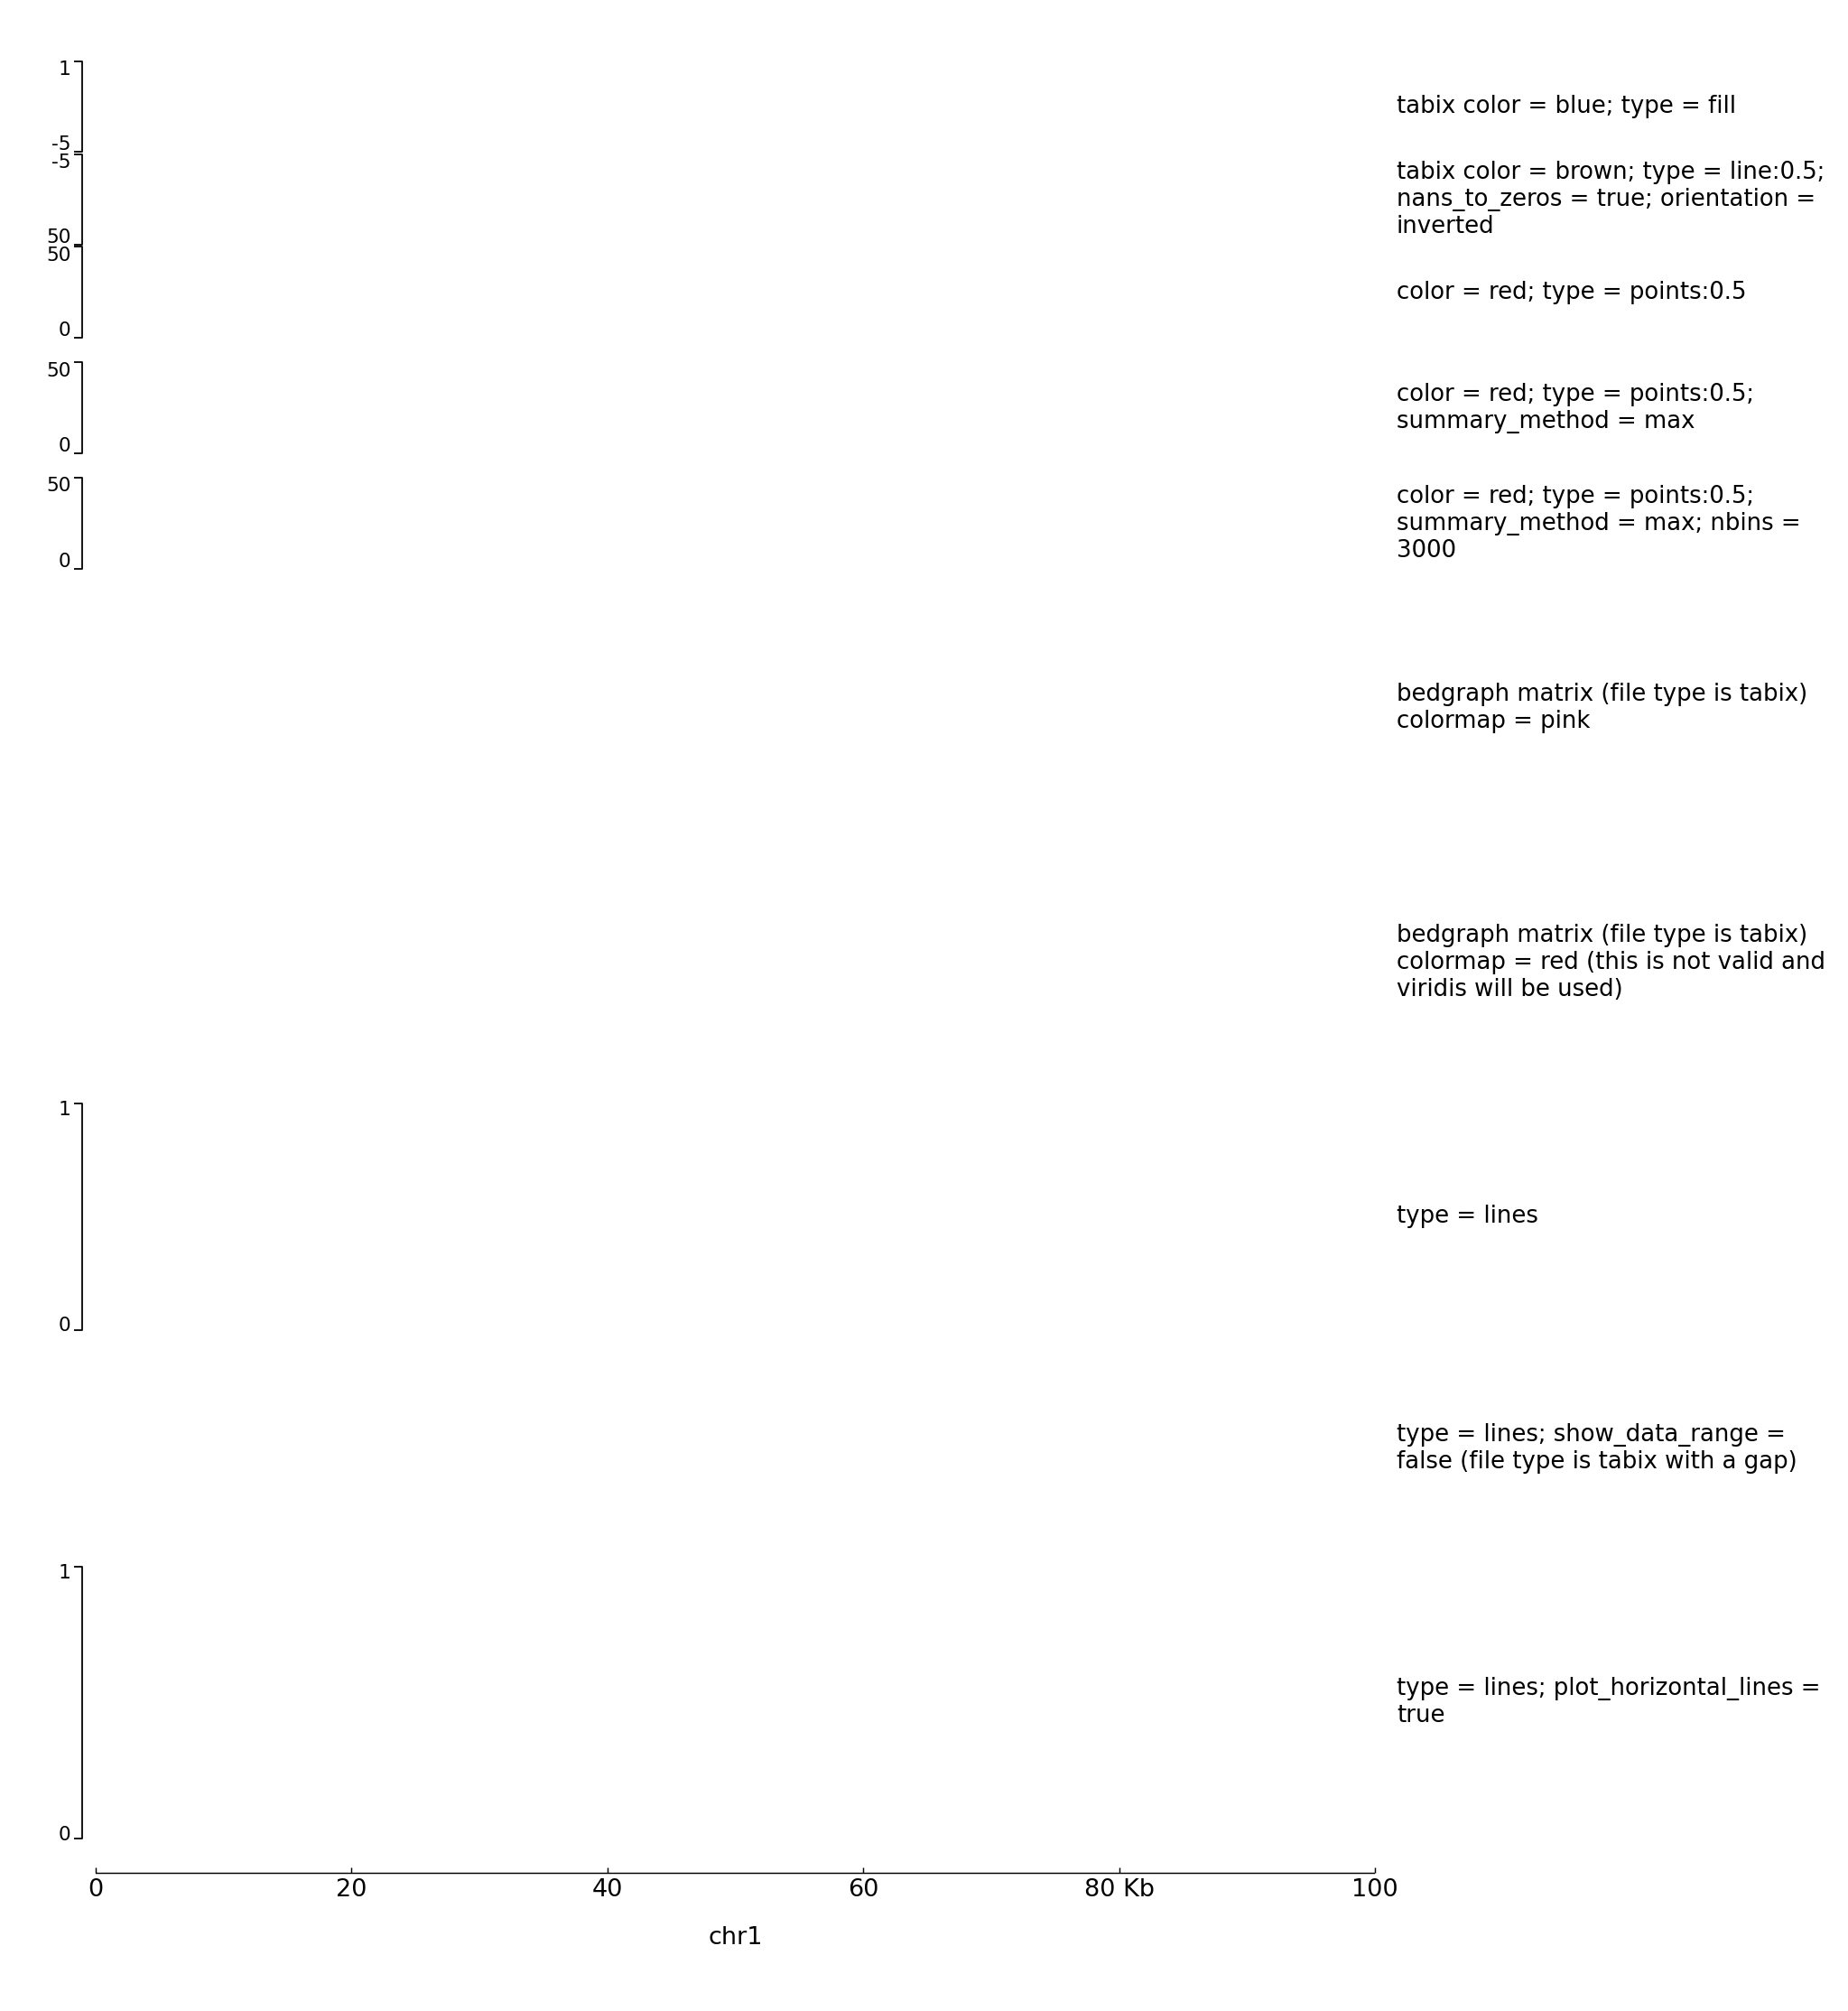 1
tabix color = blue; type = fill
-5
-5
tabix color = brown; type = line:0.5;
nans_to_zeros = true; orientation =
inverted
50
50
color = red; type = points:0.5
0
50
color = red; type = points:0.5;
summary_method = max
0
50
color = red; type = points:0.5;
summary_method = max; nbins =
3000
0
bedgraph matrix (file type is tabix)
colormap = pink
bedgraph matrix (file type is tabix)
colormap = red (this is not valid and
viridis will be used)
1
type = lines
0
type = lines; show_data_range =
false (file type is tabix with a gap)
1
type = lines; plot_horizontal_lines =
true
0
0 20 40 60 80 Kb 100
chr1